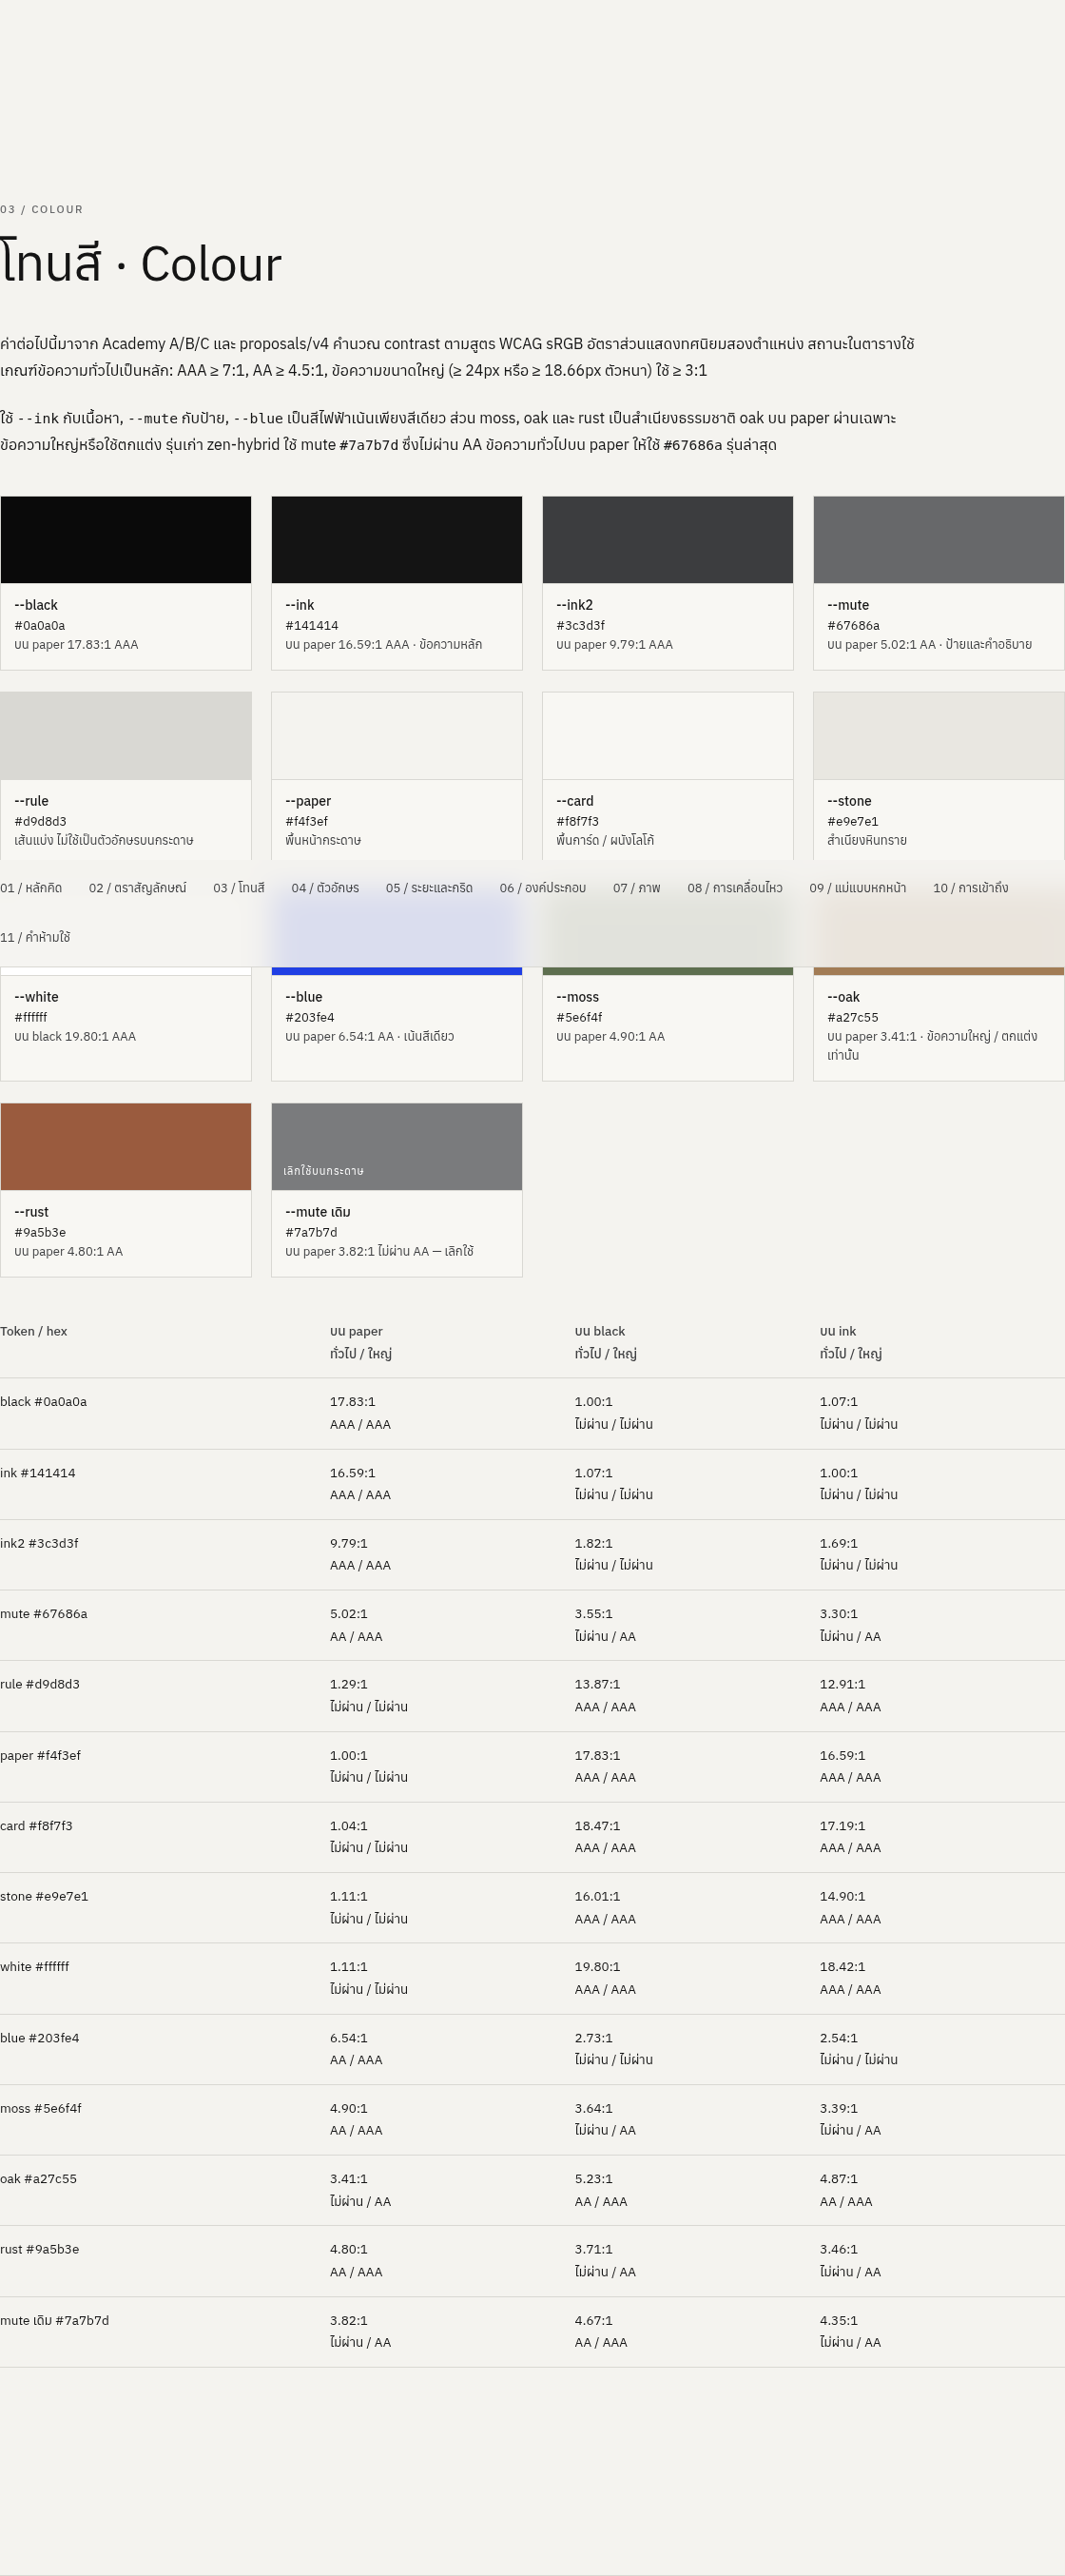 03 / COLOUR
โทนสี · Colour
ค่าต่อไปนี้มาจาก Academy A/B/C และ proposals/v4 คำนวณ contrast ตามสูตร WCAG sRGB อัตราส่วนแสดงทศนิยมสองตำแหน่ง สถานะในตารางใช้
เกณฑ์ข้อความทั่วไปเป็นหลัก: AAA ≥ 7:1, AA ≥ 4.5:1, ข้อความขนาดใหญ่ (≥ 24px หรือ ≥ 18.66px ตัวหนา) ใช้ ≥ 3:1
ใช้ --ink กับเนื้อหา, --mute กับป้าย, --blue เป็นสีไฟฟ้าเน้นเพียงสีเดียว ส่วน moss, oak และ rust เป็นสำเนียงธรรมชาติ oak บน paper ผ่านเฉพาะ
ข้อความใหญ่หรือใช้ตกแต่ง รุ่นเก่า zen-hybrid ใช้ mute #7a7b7d ซึ่งไม่ผ่าน AA ข้อความทั่วไปบน paper ให้ใช้ #67686a รุ่นล่าสุด
--black
#0a0a0a
บน paper 17.83:1 AAA
--ink
#141414
บน paper 16.59:1 AAA · ข้อความหลัก
--ink2
#3c3d3f
บน paper 9.79:1 AAA
--mute
#67686a
บน paper 5.02:1 AA · ป้ายและคำอธิบาย
--rule
#d9d8d3
เส้นแบ่ง ไม่ใช้เป็นตัวอักษรบนกระดาษ
--paper
#f4f3ef
พื้นหน้ากระดาษ
--card
#f8f7f3
พื้นการ์ด / ผนังโลโก้
--stone
#e9e7e1
สำเนียงหินทราย
01 / หลักคิด 02 / ตราสัญลักษณ์ 03 / โทนสี 04 / ตัวอักษร 05 / ระยะและกริด 06 / องค์ประกอบ 07 / ภาพ 08 / การเคลื่อนไหว 09 / แม่แบบหกหน้า 10 / การเข้าถึง
11 / คำห้ามใช้
--white
#ffffff
บน black 19.80:1 AAA
--blue
#203fe4
บน paper 6.54:1 AA · เน้นสีเดียว
--moss
#5e6f4f
บน paper 4.90:1 AA
--oak
#a27c55
บน paper 3.41:1 · ข้อความใหญ่ / ตกแต่ง
เท่านั้น
--rust
#9a5b3e
บน paper 4.80:1 AA
เลิกใช้บนกระดาษ
--mute เดิม
#7a7b7d
บน paper 3.82:1 ไม่ผ่าน AA — เลิกใช้
Token / hex บน paper บน black บน ink
ทั่วไป / ใหญ่ ทั่วไป / ใหญ่ ทั่วไป / ใหญ่
black #0a0a0a 17.83:1 1.00:1 1.07:1
AAA / AAA ไม่ผ่าน / ไม่ผ่าน ไม่ผ่าน / ไม่ผ่าน
ink #141414 16.59:1 1.07:1 1.00:1
AAA / AAA ไม่ผ่าน / ไม่ผ่าน ไม่ผ่าน / ไม่ผ่าน
ink2 #3c3d3f 9.79:1 1.82:1 1.69:1
AAA / AAA ไม่ผ่าน / ไม่ผ่าน ไม่ผ่าน / ไม่ผ่าน
mute #67686a 5.02:1 3.55:1 3.30:1
AA / AAA ไม่ผ่าน / AA ไม่ผ่าน / AA
rule #d9d8d3 1.29:1 13.87:1 12.91:1
ไม่ผ่าน / ไม่ผ่าน AAA / AAA AAA / AAA
paper #f4f3ef 1.00:1 17.83:1 16.59:1
ไม่ผ่าน / ไม่ผ่าน AAA / AAA AAA / AAA
card #f8f7f3 1.04:1 18.47:1 17.19:1
ไม่ผ่าน / ไม่ผ่าน AAA / AAA AAA / AAA
stone #e9e7e1 1.11:1 16.01:1 14.90:1
ไม่ผ่าน / ไม่ผ่าน AAA / AAA AAA / AAA
white #ffffff 1.11:1 19.80:1 18.42:1
ไม่ผ่าน / ไม่ผ่าน AAA / AAA AAA / AAA
blue #203fe4 6.54:1 2.73:1 2.54:1
AA / AAA ไม่ผ่าน / ไม่ผ่าน ไม่ผ่าน / ไม่ผ่าน
moss #5e6f4f 4.90:1 3.64:1 3.39:1
AA / AAA ไม่ผ่าน / AA ไม่ผ่าน / AA
oak #a27c55 3.41:1 5.23:1 4.87:1
ไม่ผ่าน / AA AA / AAA AA / AAA
rust #9a5b3e 4.80:1 3.71:1 3.46:1
AA / AAA ไม่ผ่าน / AA ไม่ผ่าน / AA
mute เดิม #7a7b7d 3.82:1 4.67:1 4.35:1
ไม่ผ่าน / AA AA / AAA ไม่ผ่าน / AA